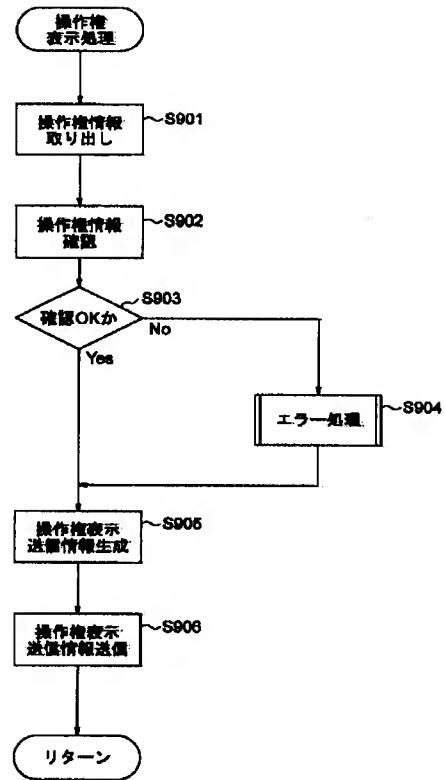 操作権
表示処理
操作権情報
取り出し
S901
操作権情報
確認
S902
確認OKか
S903
No
Yes
エラー処理
S904
操作権表示
送信情報生成
S905
操作権表示
送信情報送信
S906
リターン